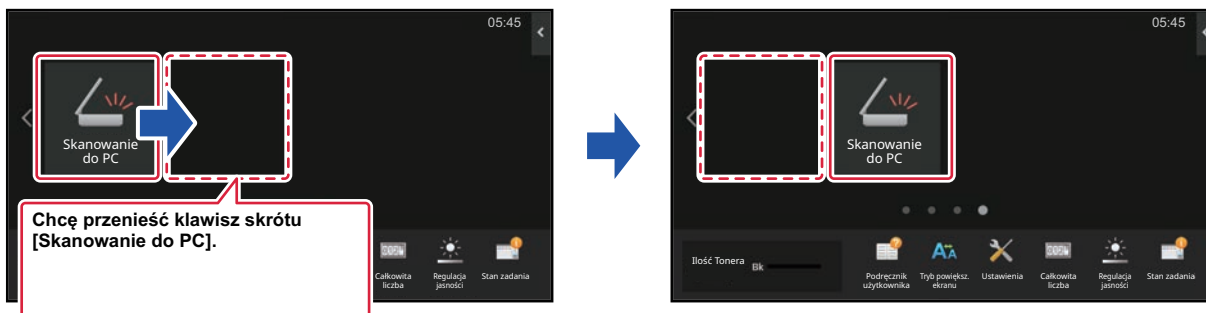 05:45
Skanowanie
do PC
Chcę przenieść klawisz skrótu
[Skanowanie do PC].
Całkowita
liczba
Regulacja
jasności
Stan zadania
05:45
Skanowanie
do PC
Ilość Tonera
Bk
Podręcznik
użytkownika
Tryb powiększ.
ekranu
Ustawienia
Całkowita
liczba
Regulacja
jasności
Stan zadania